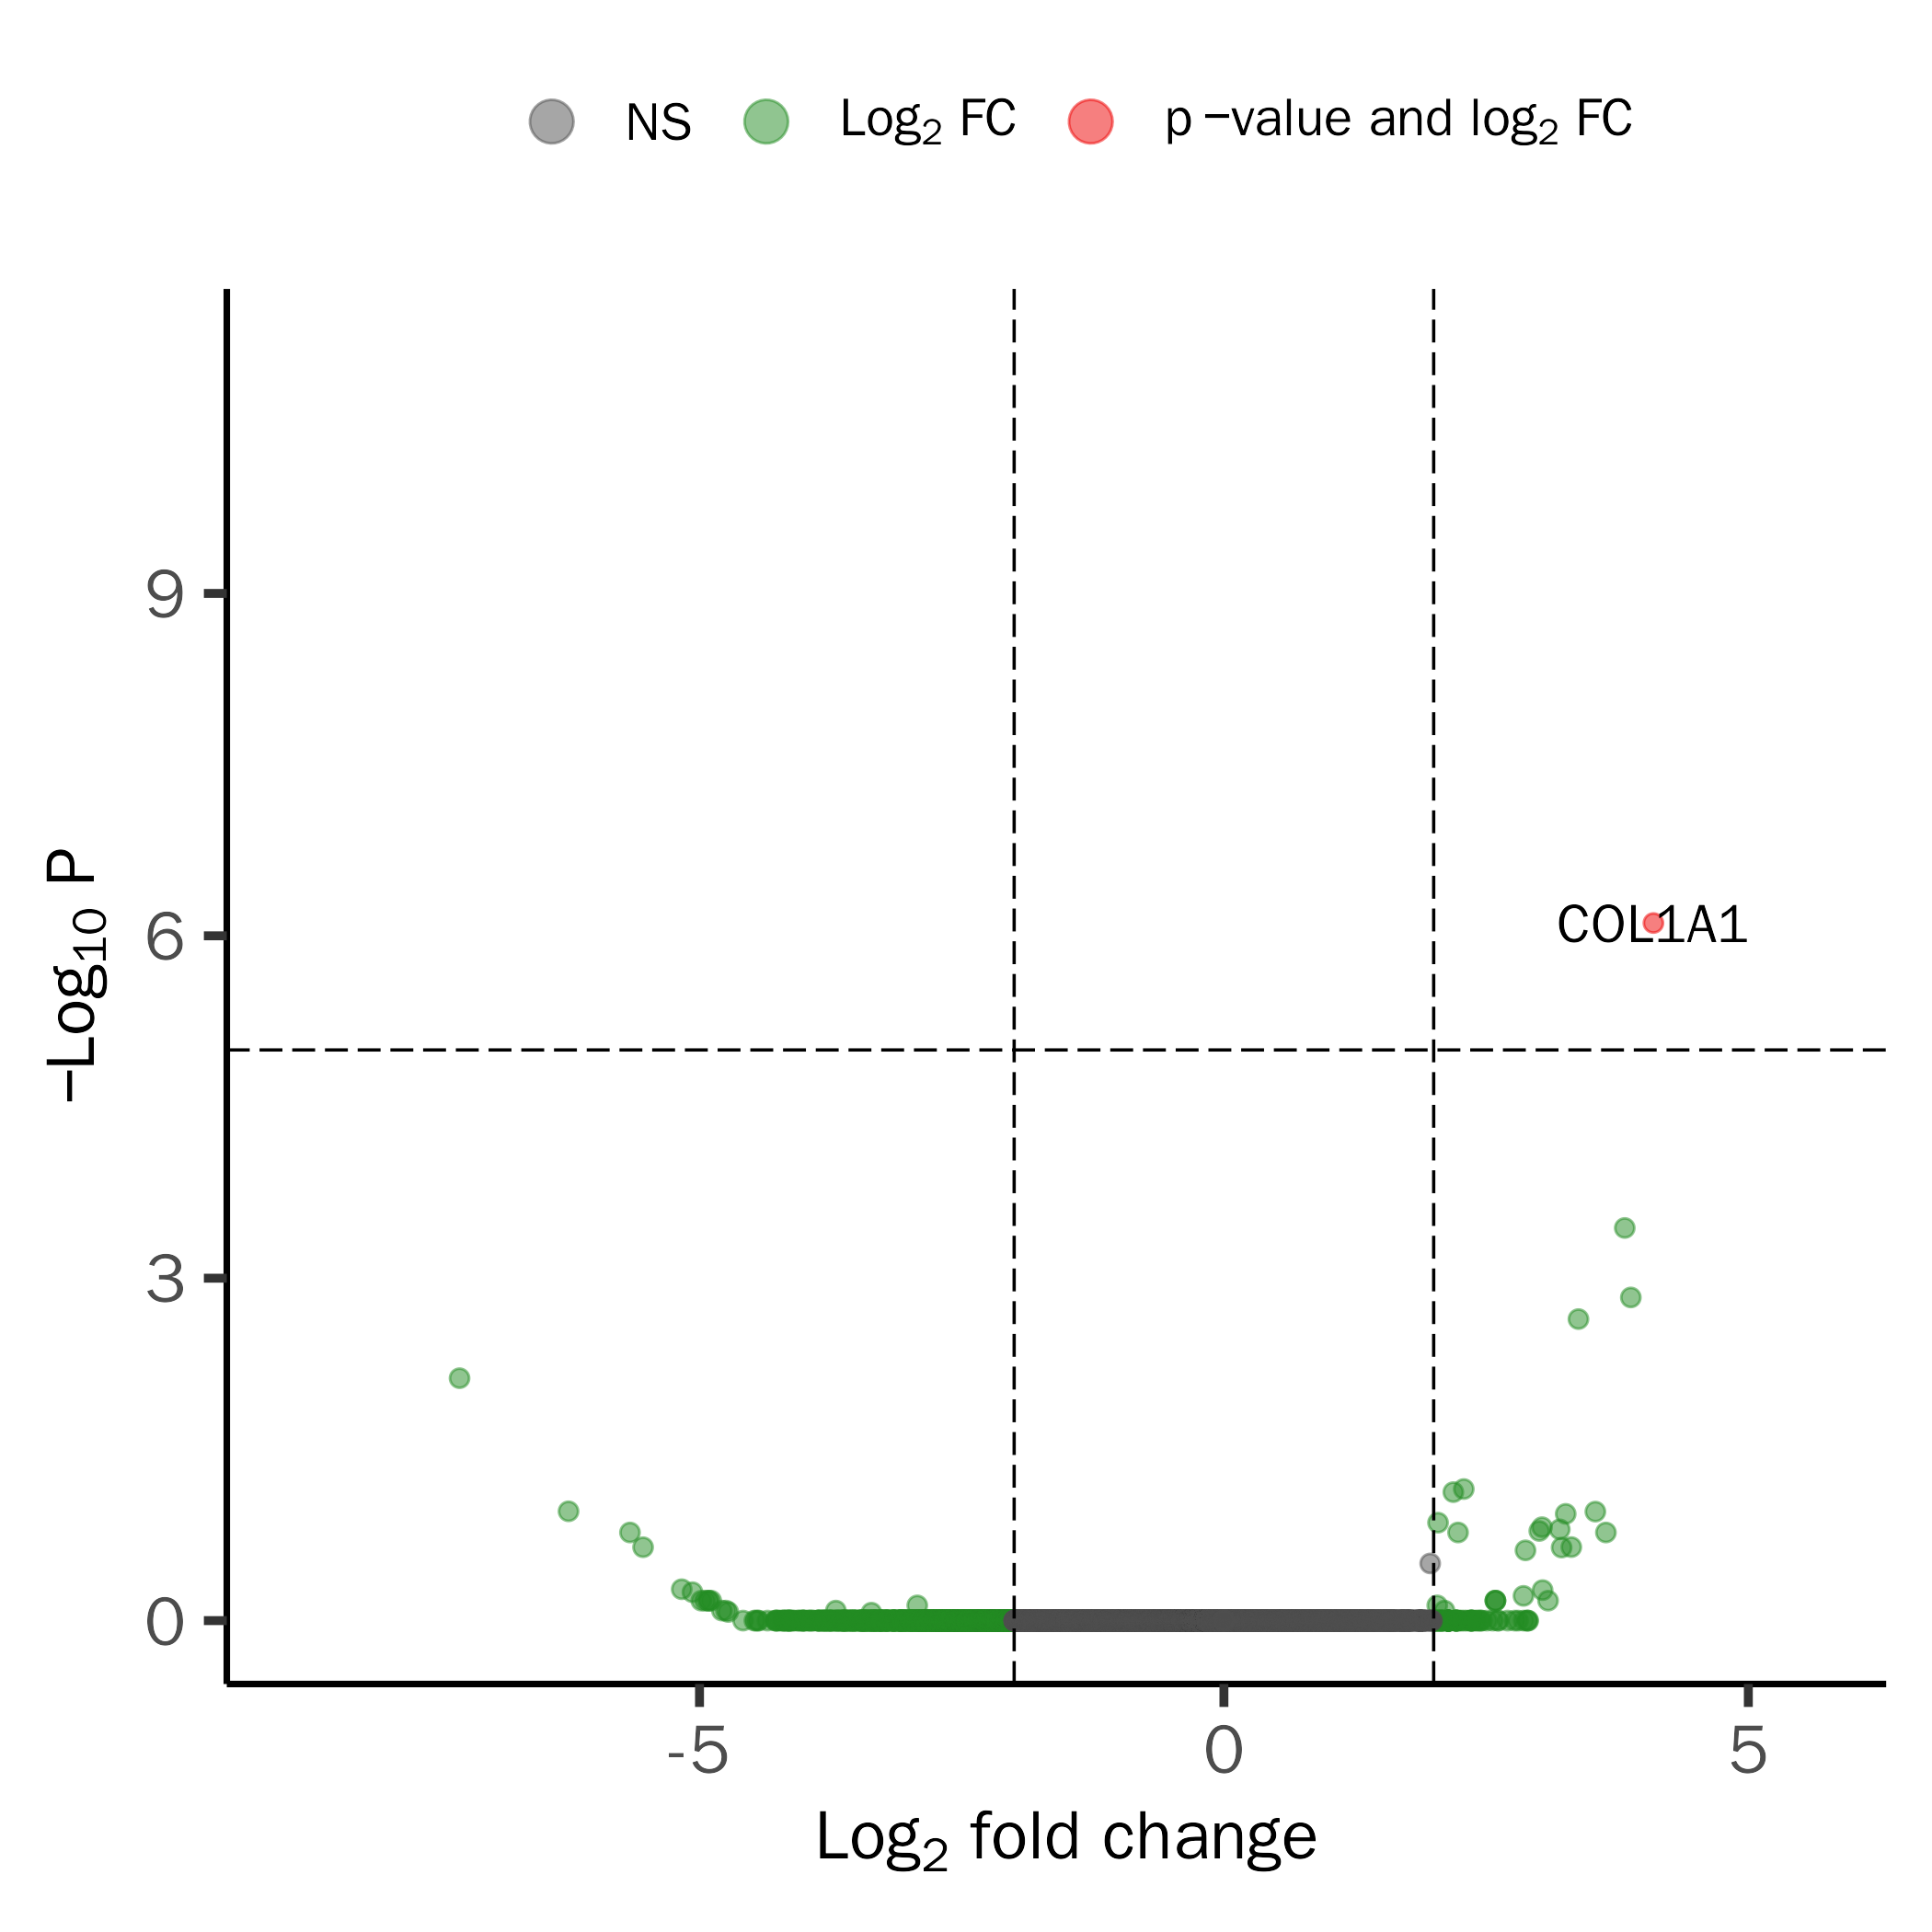 NS Log₂ FC p −value and log₂ FC
−Log₁₀ P
9
6
3
0
COL1A1
-5 0 5
Log₂ fold change